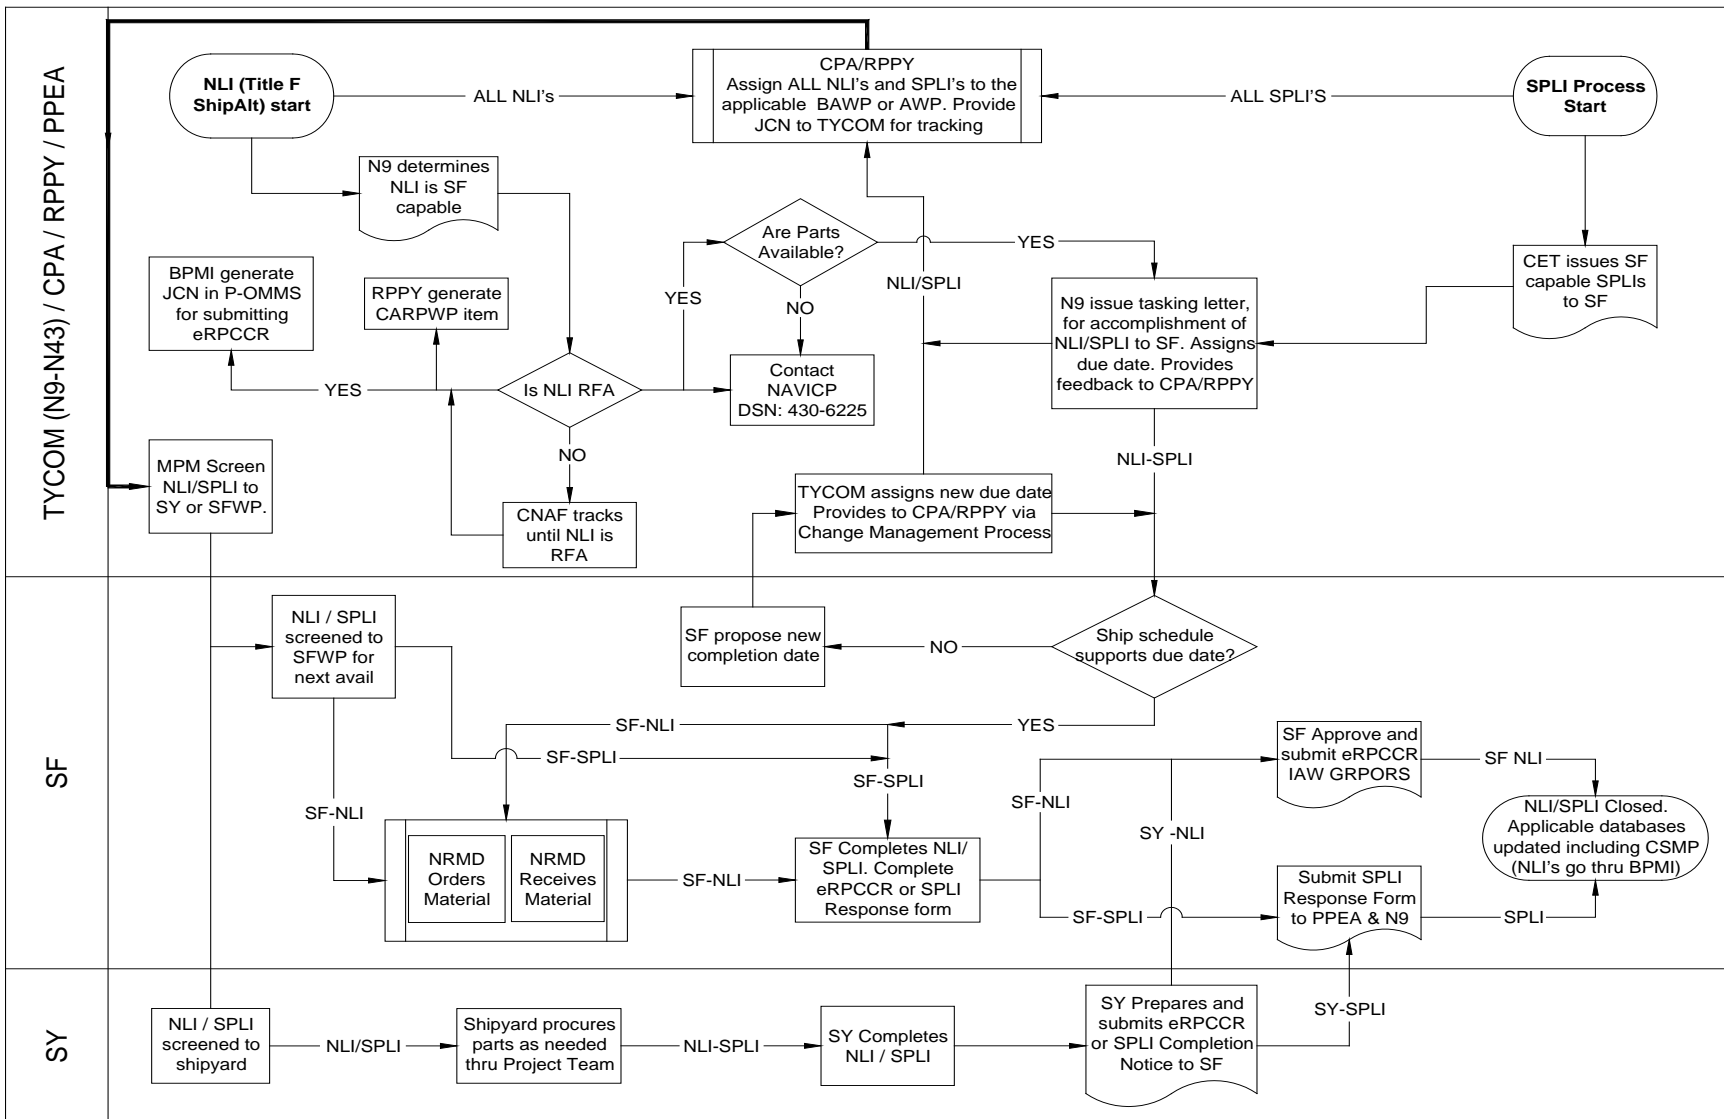 TYCOM (N9-N43) / CPA / RPPY / PPEA
NLI (Title F
ShipAlt) start
ALL NLI's
CPA/RPPY
Assign ALL NLI's and SPLI's to the
applicable BAWP or AWP. Provide
JCN to TYCOM for tracking
ALL SPLI'S
SPLI Process
Start
N9 determines
NLI is SF
capable
Are Parts
Available?
YES
NO
YES
NLI/SPLI
BPMI generate
JCN in P-OMMS
for submitting
eRPCCR
RPPY generate
CARPWP item
YES
Is NLI RFA
NO
Contact
NAVICP
DSN: 430-6225
N9 issue tasking letter,
for accomplishment of
NLI/SPLI to SF. Assigns
due date. Provides
feedback to CPA/RPPY
CET issues SF
capable SPLIs
to SF
NLI-SPLI
MPM Screen
NLI/SPLI to
SY or SFWP.
CNAF tracks
until NLI is
RFA
TYCOM assigns new due date
Provides to CPA/RPPY via
Change Management Process
SF
NLI / SPLI
screened to
SFWP for
next avail
SF propose new
completion date
NO
Ship schedule
supports due date?
YES
SF-NLI
SF-SPLI
SF-SPLI
SF-NLI
NRMD
Orders
Material
NRMD
Receives
Material
SF-NLI
SF Completes NLI/
SPLI. Complete
eRPCCR or SPLI
Response form
SF-NLI
SF-SPLI
SY -NLI
SF Approve and
submit eRPCCR
IAW GRPORS
SF NLI
NLI/SPLI Closed.
Applicable databases
updated including CSMP
(NLI's go thru BPMI)
Submit SPLI
Response Form
to PPEA & N9
SPLI
SY
NLI / SPLI
screened to
shipyard
NLI/SPLI
Shipyard procures
parts as needed
thru Project Team
NLI-SPLI
SY Completes
NLI / SPLI
SY Prepares and
submits eRPCCR
or SPLI Completion
Notice to SF
SY-SPLI